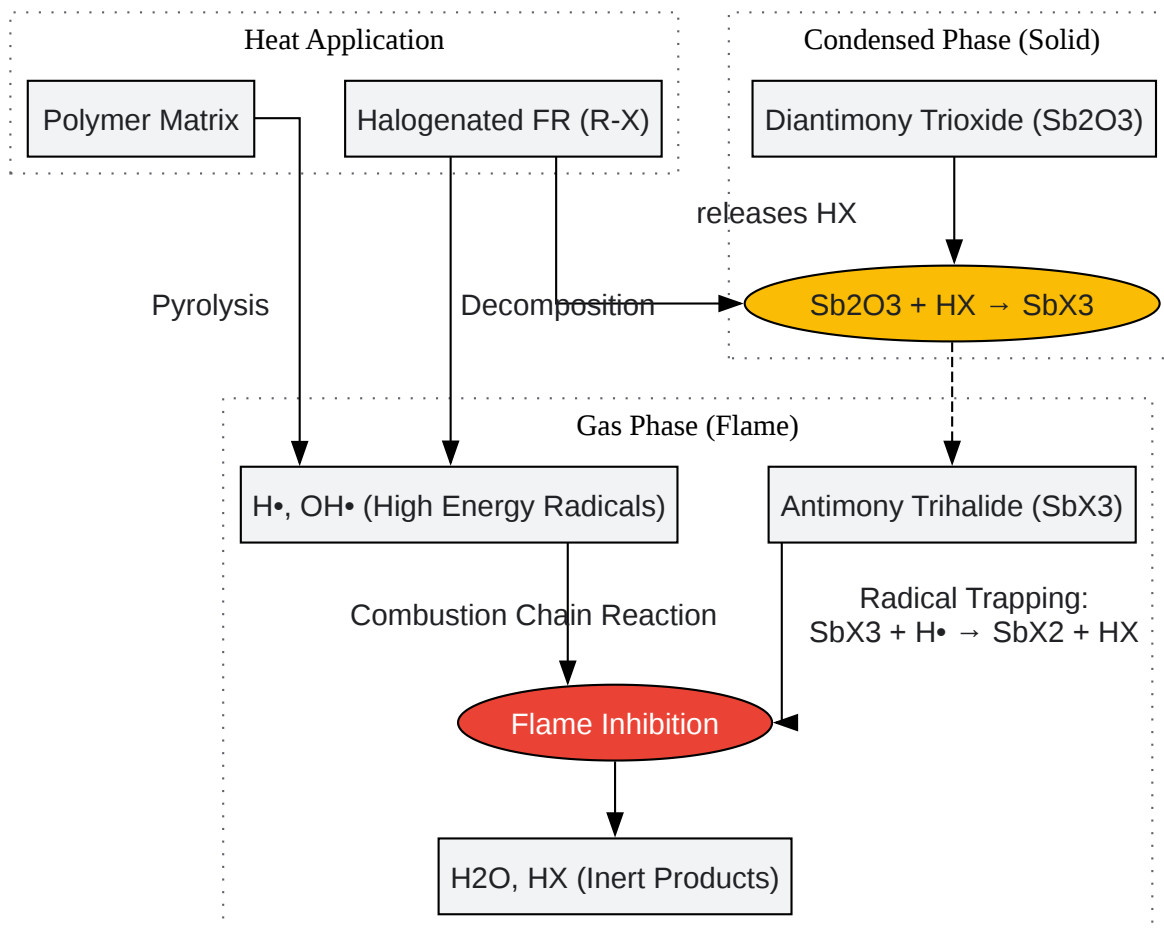 Heat Application
Condensed Phase (Solid)
Polymer Matrix
Halogenated FR (R-X)
Diantimony Trioxide (Sb2O3)
releases HX
Pyrolysis
Decomposition
Sb2O3 + HX → SbX3
Gas Phase (Flame)
H•, OH• (High Energy Radicals)
Antimony Trihalide (SbX3)
Combustion Chain Reaction
Radical Trapping:
SbX3 + H• → SbX2 + HX
Flame Inhibition
H2O, HX (Inert Products)